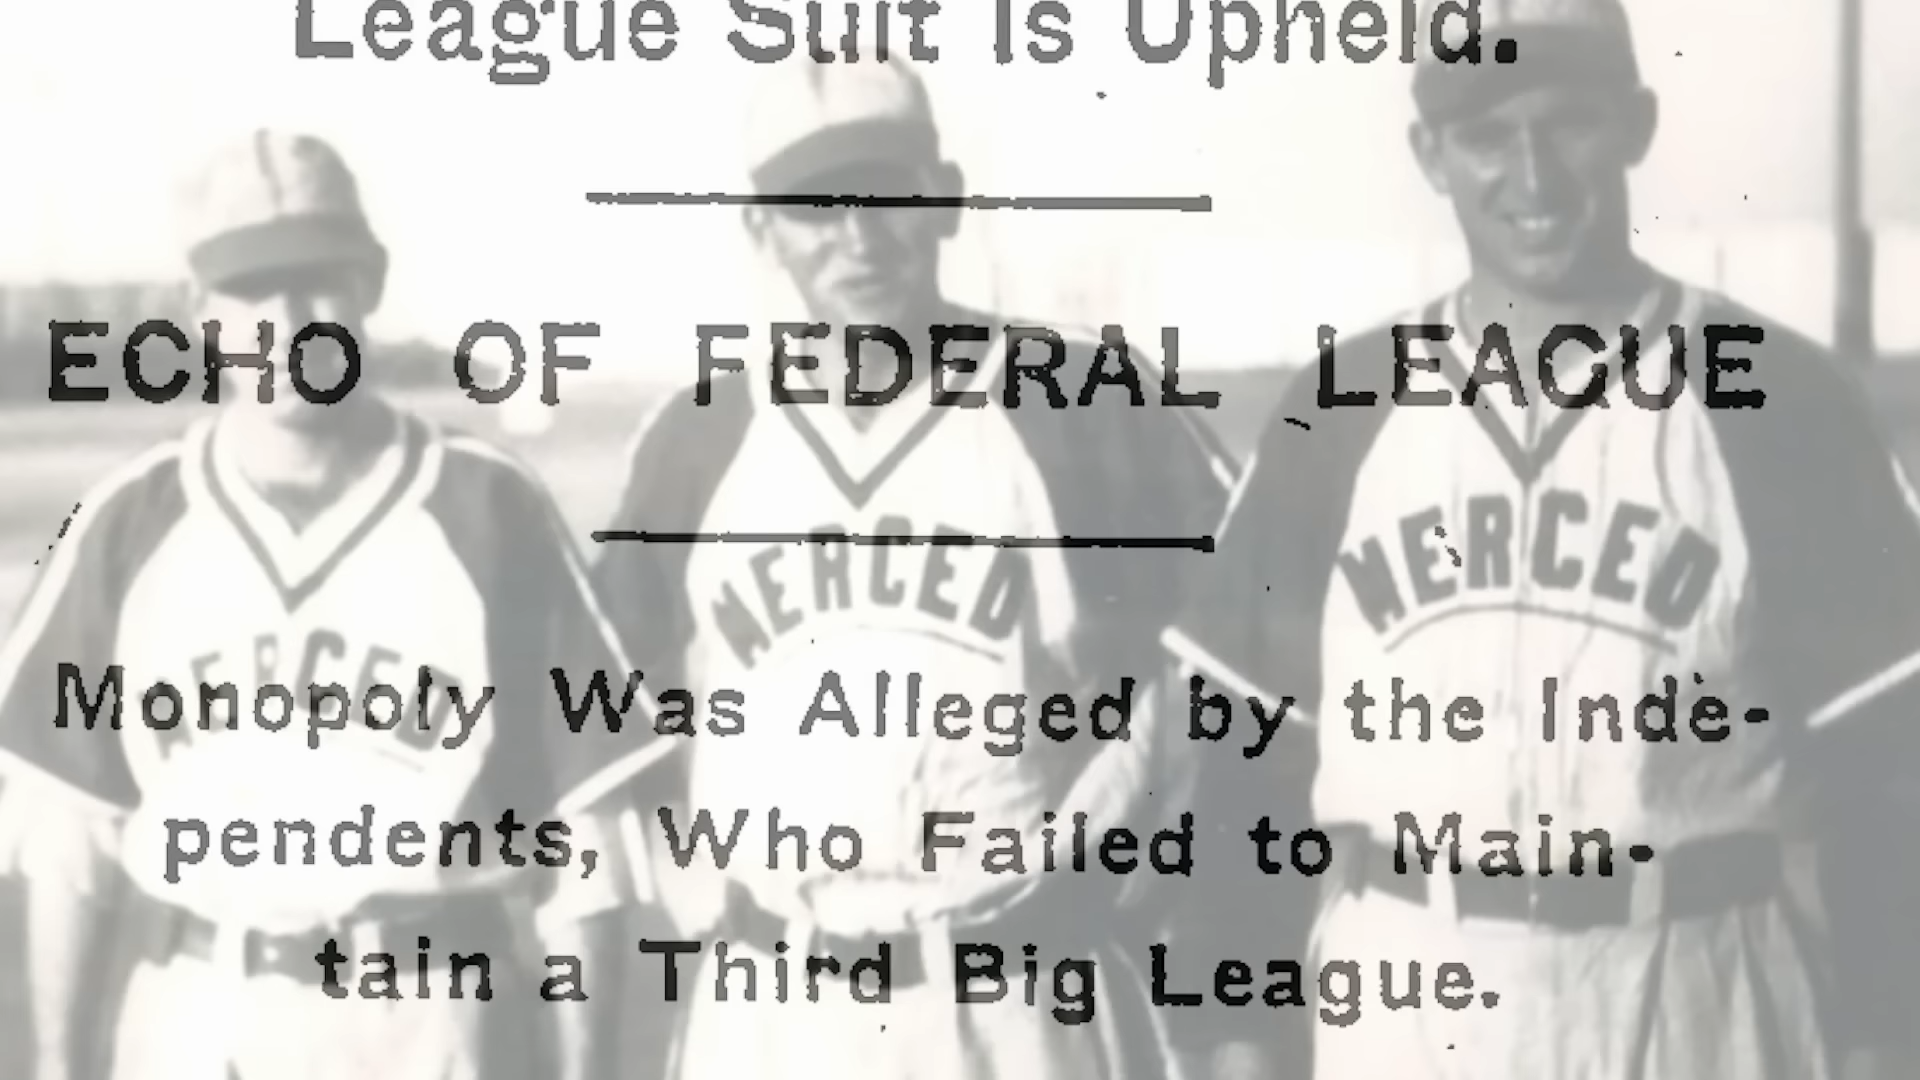 League Suit Is Upheld.
ECHO OF FEDERAL LEAGUE
MERCED MERCED MERCED
Monopoly Was Alleged by the Inde-
pendents, Who Failed to Main-
tain a Third Big League.